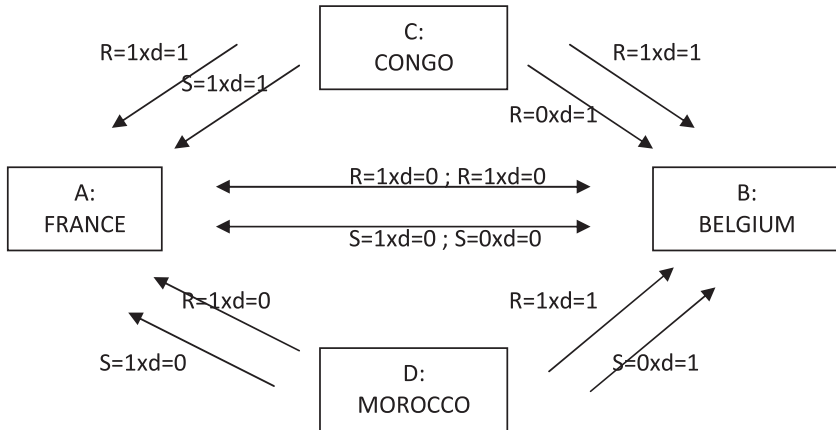 C:
CONGO
R=1xd=1
R=1xd=1
S=1xd=1
R=0xd=1
A:
FRANCE
R=1xd=0 ; R=1xd=0
B:
BELGIUM
S=1xd=0 ; S=0xd=0
R=1xd=0
R=1xd=1
S=1xd=0
S=0xd=1
D:
MOROCCO